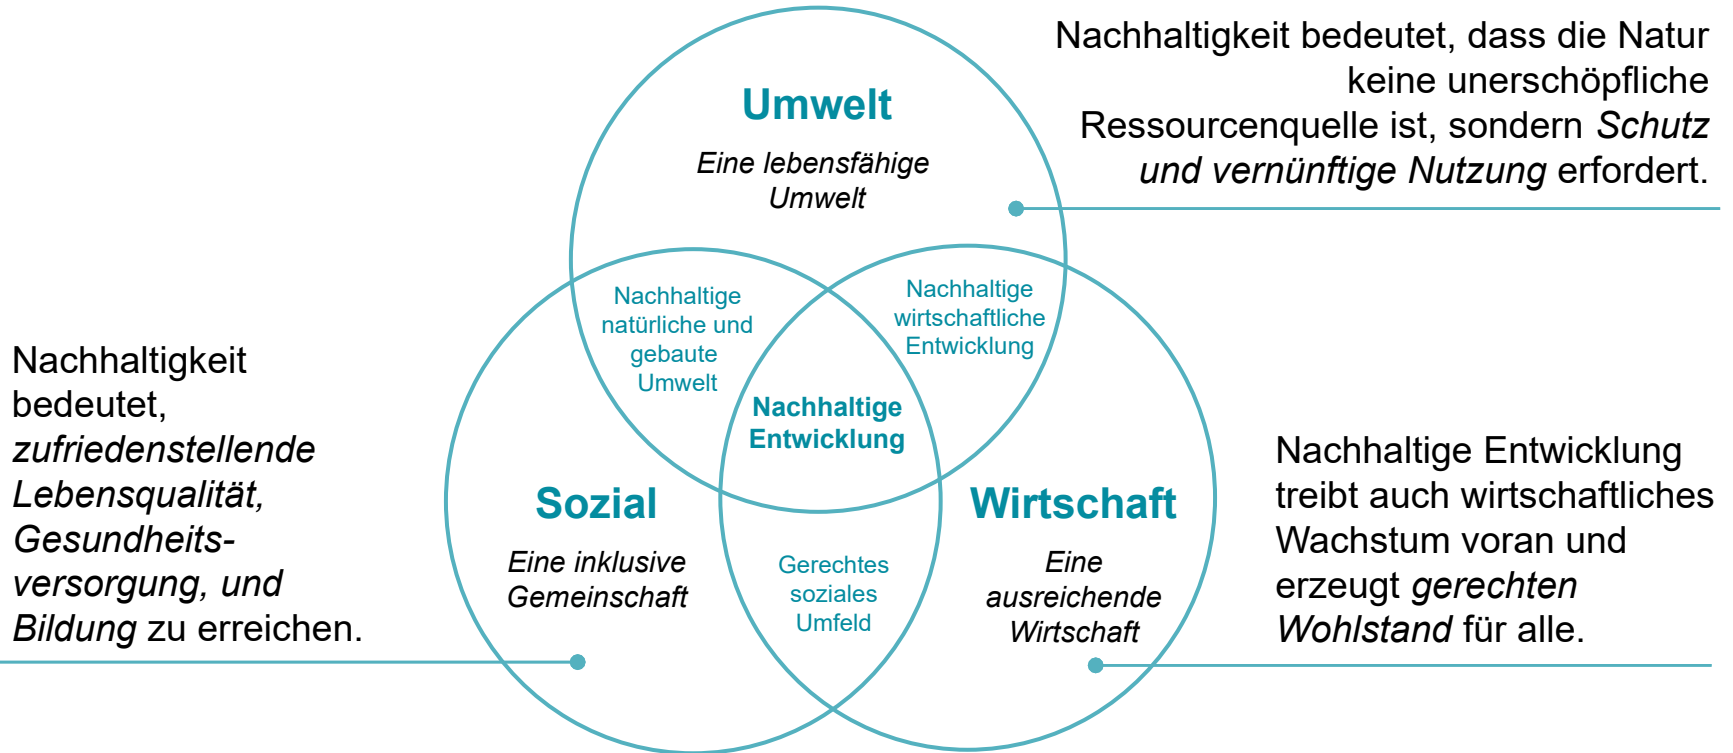 Nachhaltigkeit bedeutet, dass die Natur
keine unerschöpfliche
Ressourcenquelle ist, sondern Schutz
und vernünftige Nutzung erfordert.
Umwelt
Eine lebensfähige
Umwelt
Nachhaltige
natürliche und
gebaute
Umwelt
Nachhaltige
wirtschaftliche
Entwicklung
Nachhaltige
Entwicklung
Nachhaltigkeit
bedeutet,
zufriedenstellende
Lebensqualität,
Gesundheits-
versorgung, und
Bildung zu erreichen.
Sozial
Eine inklusive
Gemeinschaft
Gerechtes
soziales
Umfeld
Wirtschaft
Eine
ausreichende
Wirtschaft
Nachhaltige Entwicklung
treibt auch wirtschaftliches
Wachstum voran und
erzeugt gerechten
Wohlstand für alle.